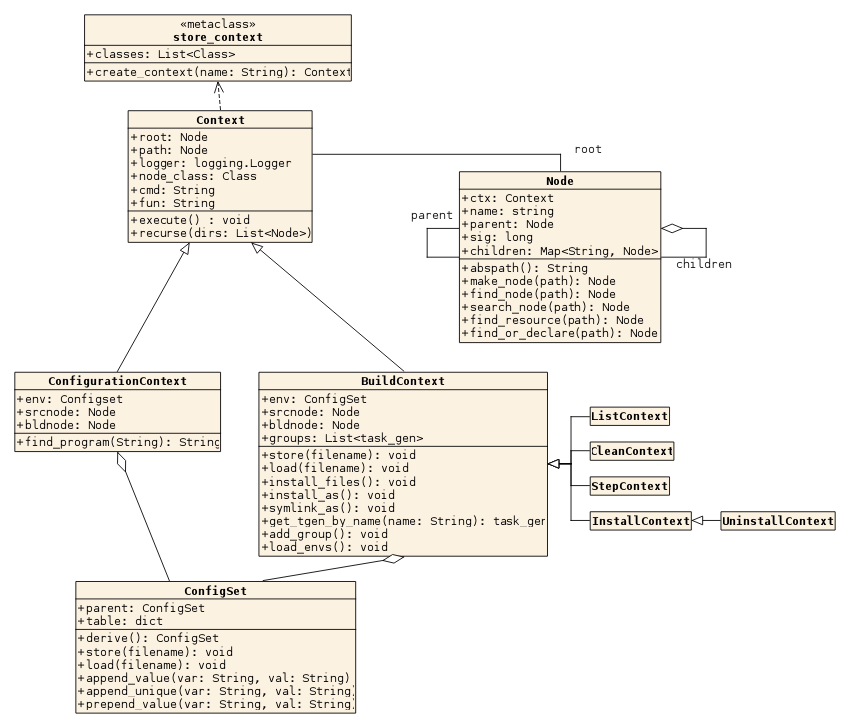 «metaclass»
store_context
+classes: List<Class>
+create_context(name: String): Context
Context
+root: Node
+path: Node
+logger: logging.Logger
+node_class: Class
+cmd: String
+fun: String
+execute() : void
+recurse(dirs: List<Node>)
root
Node
+ctx: Context
+name: string
+parent: Node
+sig: long
+children: Map<String, Node>
+abspath(): String
+make_node(path): Node
+find_node(path): Node
+search_node(path): Node
+find_resource(path): Node
+find_or_declare(path): Node
parent
children
ConfigurationContext
+env: Configset
+srcnode: Node
+bldnode: Node
+find_program(String): String
BuildContext
+env: ConfigSet
+srcnode: Node
+bldnode: Node
+groups: List<task_gen>
+store(filename): void
+load(filename): void
+install_files(): void
+install_as(): void
+symlink_as(): void
+get_tgen_by_name(name: String): task_gen
+add_group(): void
+load_envs(): void
ListContext
CleanContext
StepContext
InstallContext
UninstallContext
ConfigSet
+parent: ConfigSet
+table: dict
+derive(): ConfigSet
+store(filename): void
+load(filename): void
+append_value(var: String, val: String)
+append_unique(var: String, val: String)
+prepend_value(var: String, val: String)